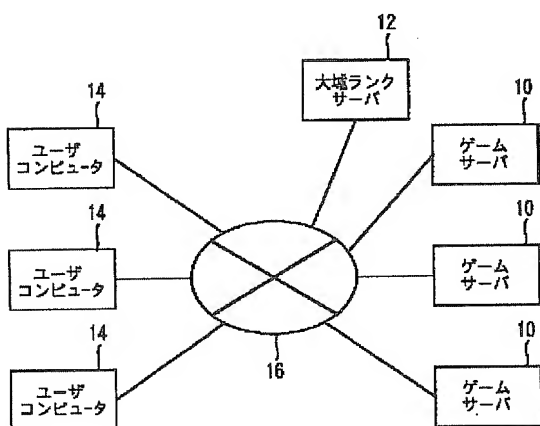 12
大域ランク
サーバ
14
ユーザ
コンピュータ
10
ゲーム
サーバ
14
ユーザ
コンピュータ
10
ゲーム
サーバ
14
ユーザ
コンピュータ
16
10
ゲーム
サーバ